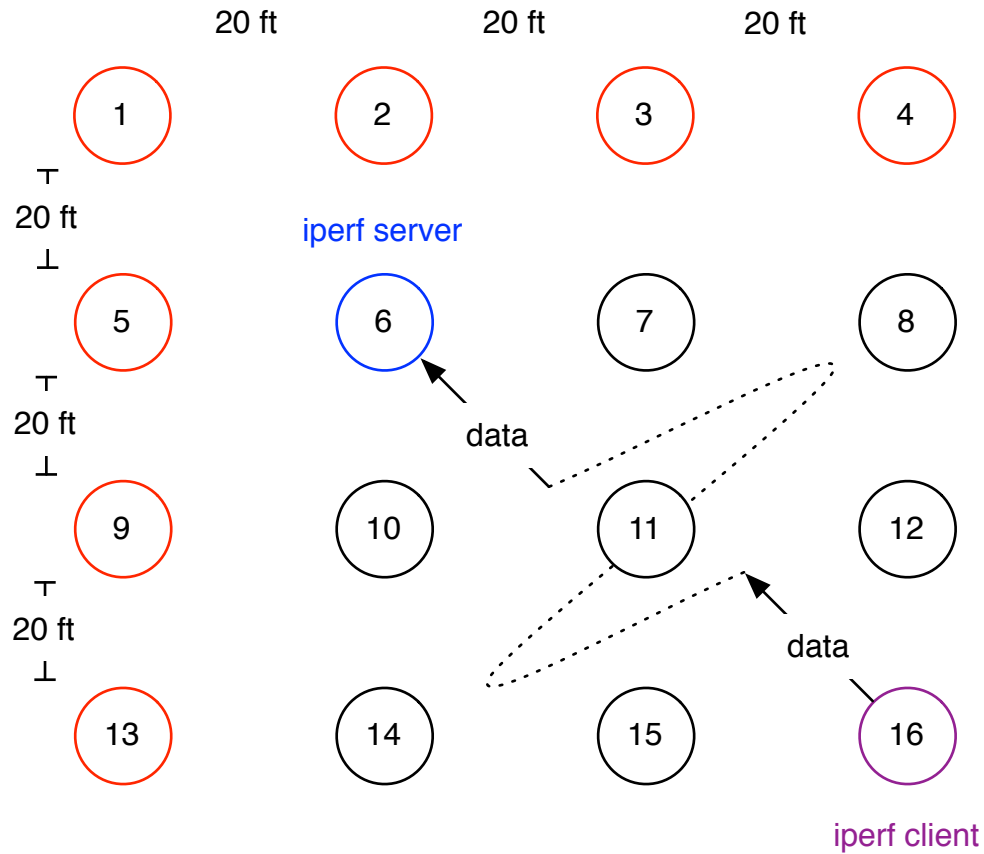 20 ft 20 ft 20 ft
1 2 3 4
20 ft
iperf server
5 6 7 8
20 ft
data
9 10 11 12
20 ft
data
13 14 15 16
iperf client